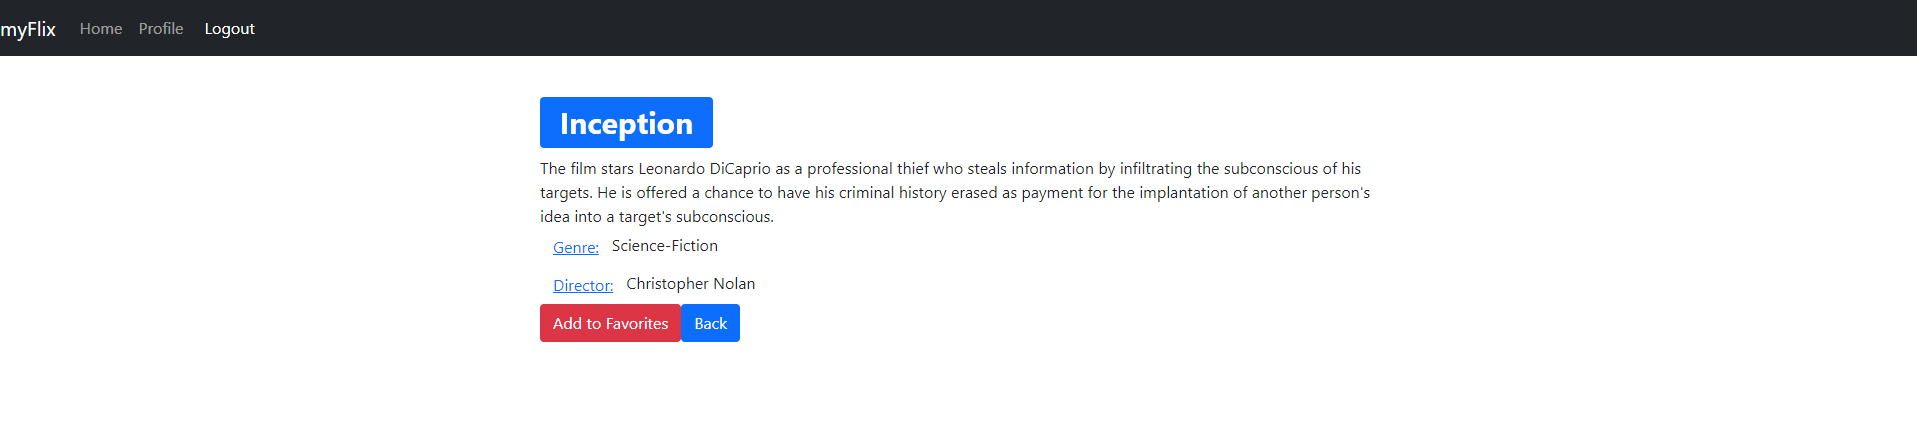 myFlix Home Profile Logout
Inception
The film stars Leonardo DiCaprio as a professional thief who steals information by infiltrating the subconscious of his
targets. He is offered a chance to have his criminal history erased as payment for the implantation of another person's
idea into a target's subconscious.
Genre: Science-Fiction
Director: Christopher Nolan
Add to Favorites Back